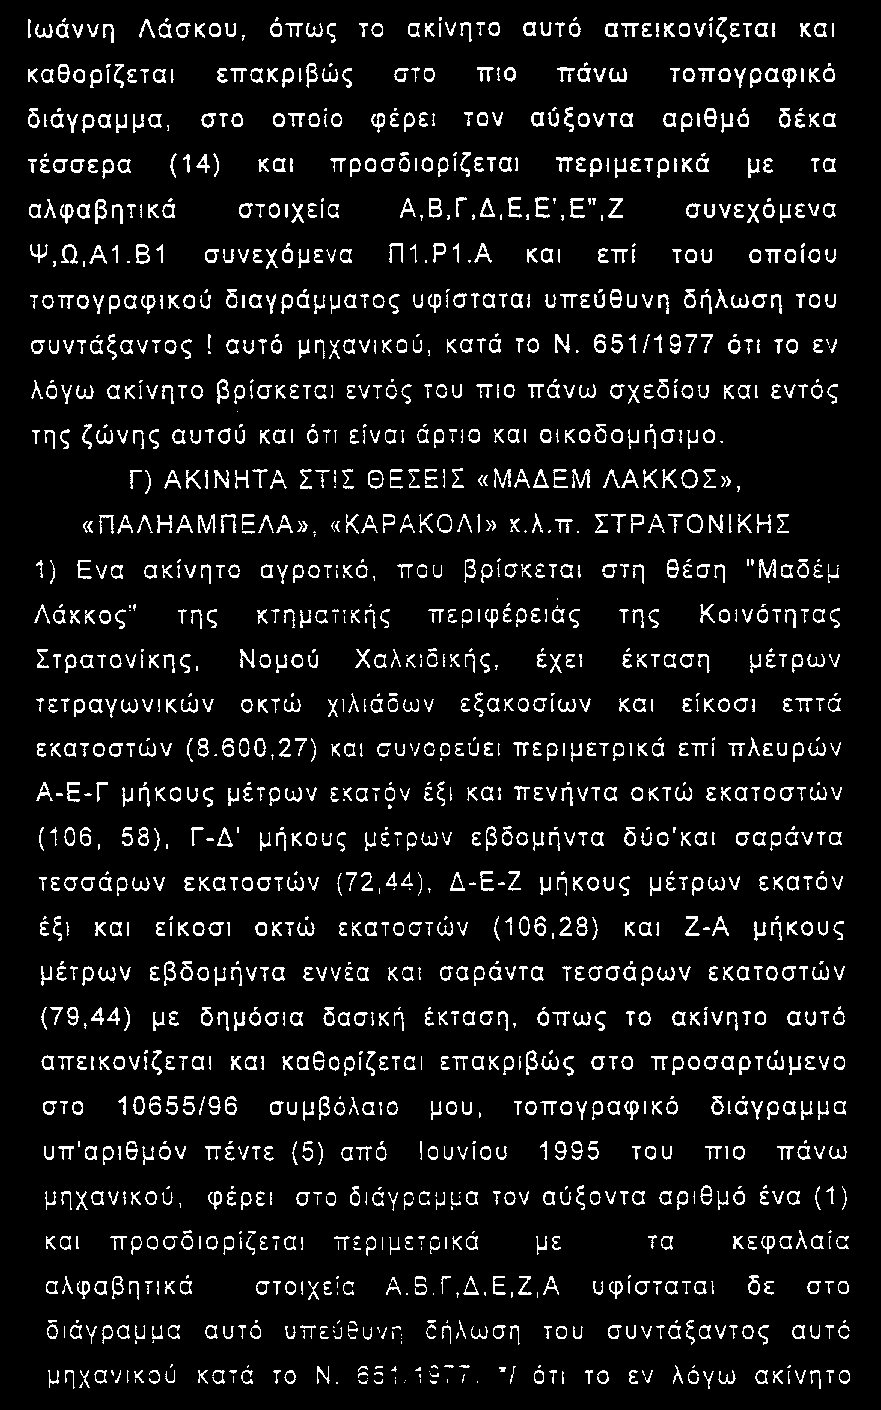 Ιωάννη Λάσκου, όπως το ακίνητο αυτό απεικονίζεται και
καθορίζεται επακριβώς στο πιο πάνω τοπογραφικό
διάγραμμα, στο οποίο φέρει τον αύξοντα αριθμό δέκα
τέσσερα (14) και προσδιορίζεται περιμετρικά με τα
αλφαβητικά στοιχεία Α,Β,Γ,Δ,Ε,Ε',Ε",Ζ συνεχόμενα
Ψ,Ω,Α1.Β1 συνεχόμενα Π1.Ρ1.Α και επί του οποίου
τοπογραφικού διαγράμματος υφίσταται υπεύθυνη δήλωση του
συντάξαντος ! αυτό μηχανικού, κατά το Ν. 651/1977 ότι το εν
λόγω ακίνητο βρίσκεται εντός του πιο πάνω σχεδίου και εντός
της ζώνης αυτσύ και ότι είναι άρτιο και οικοδομήσιμο.
Γ) ΑΚΙΝΗΤΑ ΣΤΙΣ ΘΕΣΕΙΣ «ΜΑΔΕΜ ΛΑΚΚΟΣ»,
«ΠΑΛΗΑΜΠΕΛΑ», «ΚΑΡΑΚΟΛΙ» κ.λ.π. ΣΤΡΑΤΟΝΙΚΗΣ
1) Ενα ακίνητο αγροτικό, που βρίσκεται στη θέση "Μαδέμ
Λάκκος" της κτηματικής περιφέρειάς της Κοινότητας
Στρατονίκης, Νομού Χαλκιδικής, έχει έκταση μέτρων
τετραγωνικών οκτώ χιλιάδων εξακοσίων και είκοσι επτά
εκατοστών (8.600,27) και συνορεύει περιμετρικά επί πλευρών
Α-Ε-Γ μήκους μέτρων εκατόν έξι και πενήντα οκτώ εκατοστών
(106, 58), Γ-Δ' μήκους μέτρων εβδομήντα δύο'και σαράντα
τεσσάρων εκατοστών (72,44), Δ-Ε-Ζ μήκους μέτρων εκατόν
έξι και είκοσι οκτώ εκατοστών (106,28) και Ζ-Α μήκους
μέτρων εβδομήντα εννέα και σαράντα τεσσάρων εκατοστών
(79,44) με δημόσια δασική έκταση, όπως το ακίνητο αυτό
απεικονίζεται και καθορίζεται επακριβώς στο προσαρτώμενο
στο 10655/96 συμβόλαιο μου, τοπογραφικό διάγραμμα
υπ'αριθμόν πέντε (5) από Ιουνίου 1995 του πιο πάνω
μηχανικού, φέρει στο διάγραμμα τον αύξοντα αριθμό ένα (1)
και προσδιορίζεται περιμετρικά με τα κεφαλαία
αλφαβητικά στοιχεία Α.Β.Γ,Δ,Ε,Ζ,Α υφίσταται δε στο
διάγραμμα αυτό υπεύθυνη δήλωση του συντάξαντος αυτό
μηχανικού κατά το Ν. 651.1977. ότι το εν λόγω ακίνητο